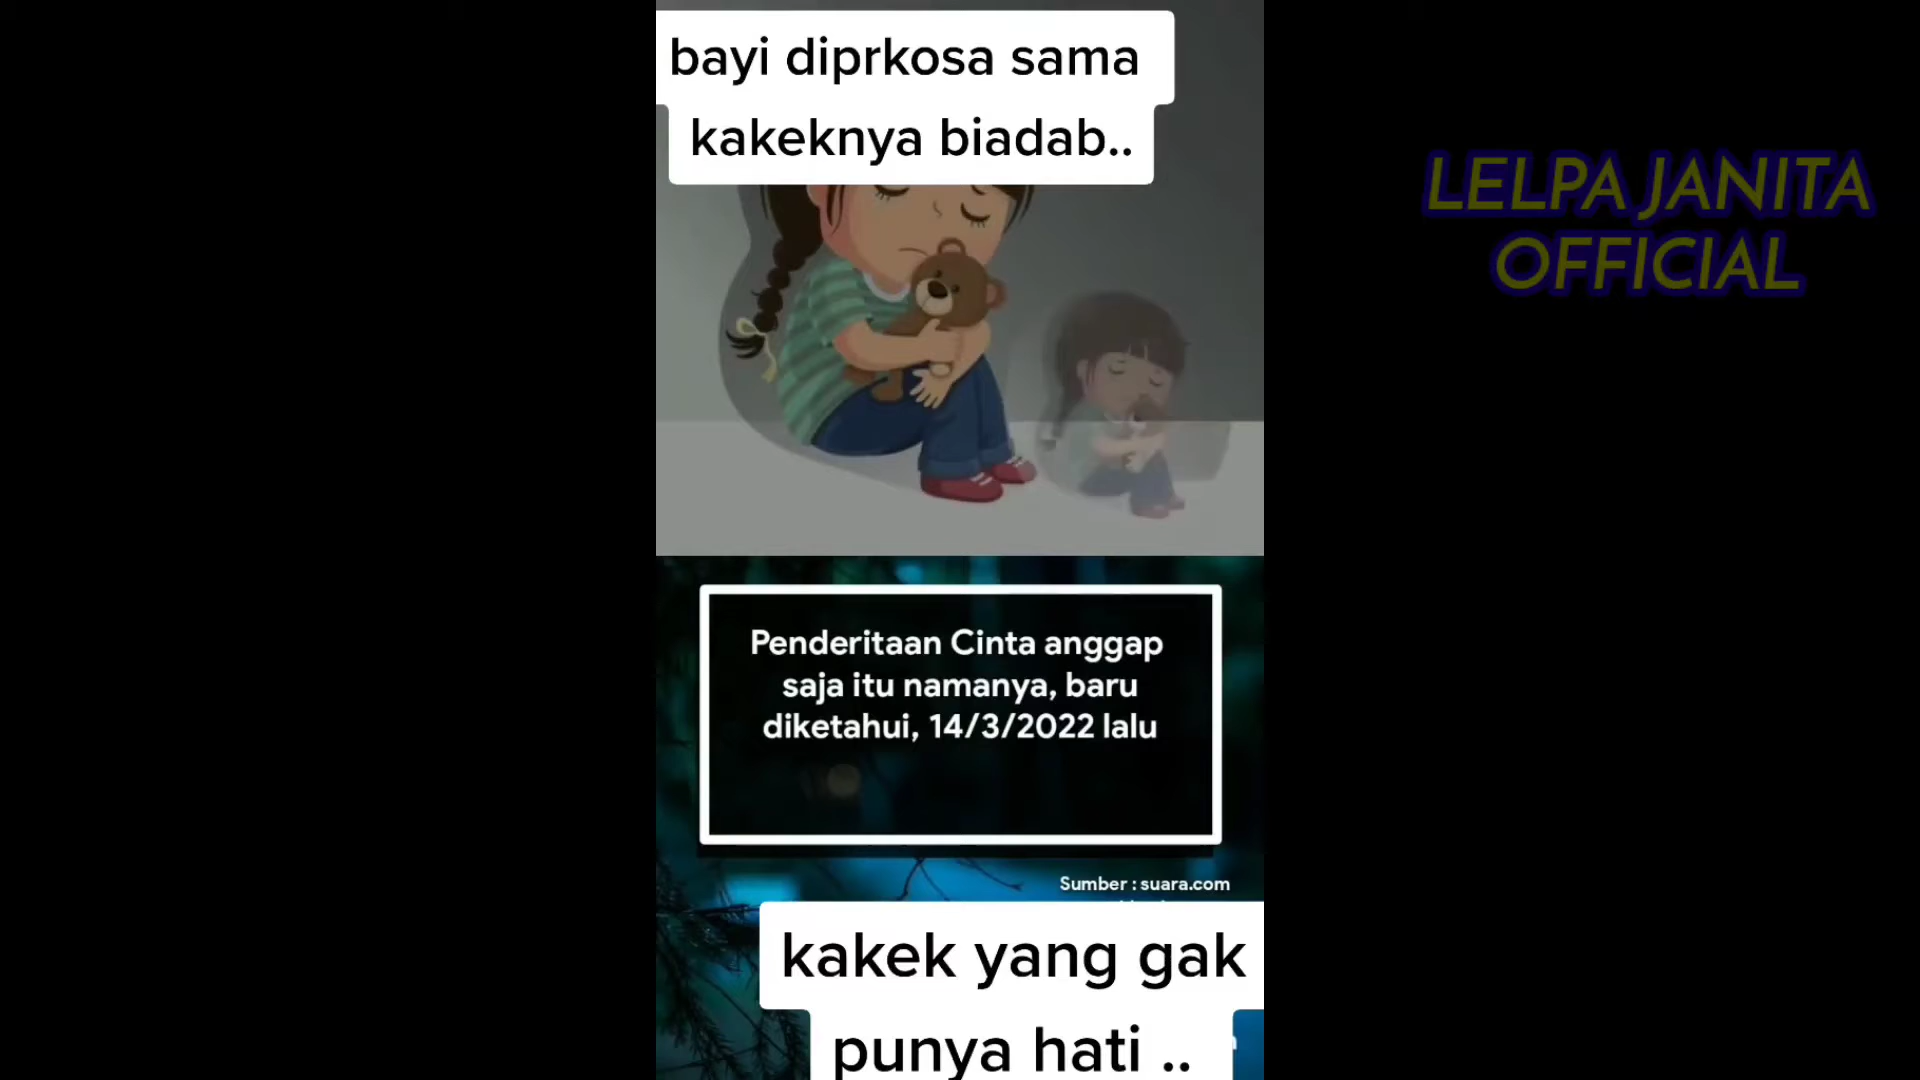 bayi diprkosa sama
kakeknya biadab..
LELPA JANITA
OFFICIAL
Penderitaan Cinta anggap
saja itu namanya, baru
diketahui, 14/3/2022 lalu
Sumber : suara.com
kakek yang gak
punya hati ..